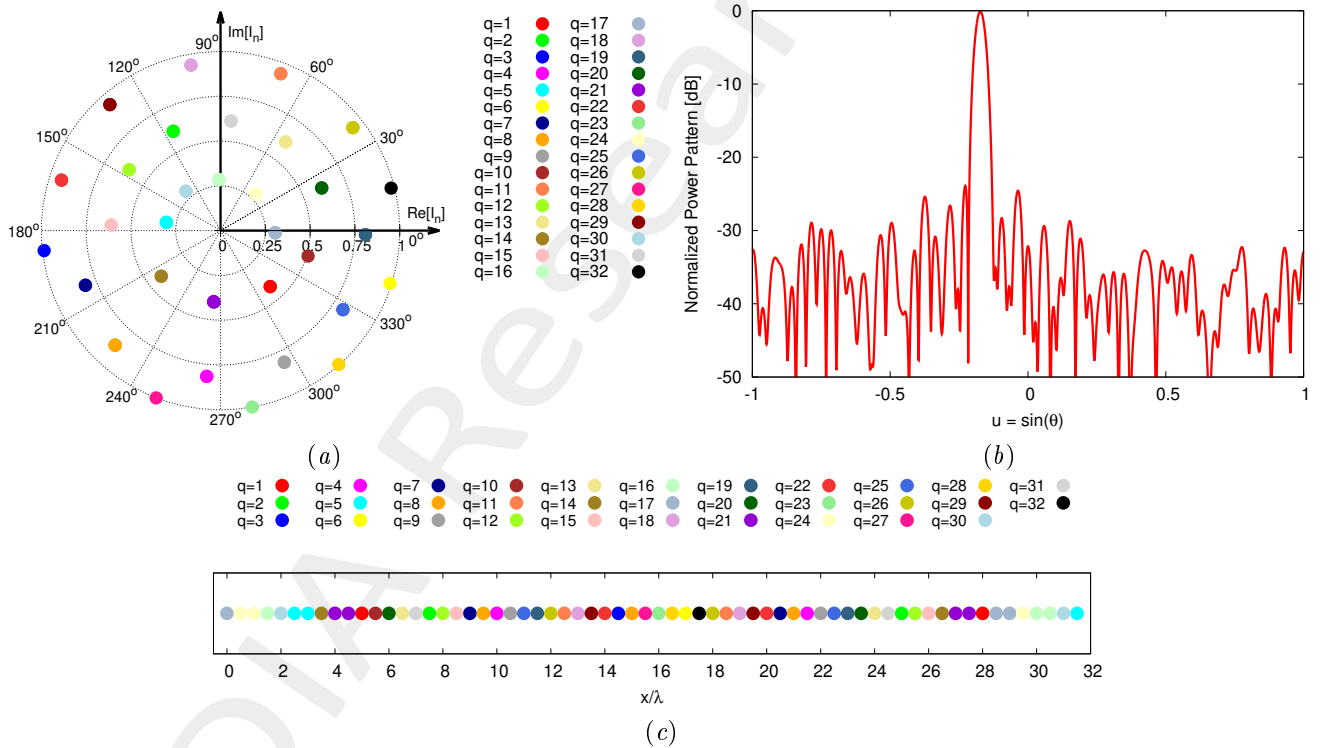 Im[I_n]
Re[I_n]
90°
60°
30°
0°
330°
300°
270°
240°
210°
180°
150°
120°
0 0.25 0.5 0.75 1
q=1 q=17
q=2 q=18
q=3 q=19
q=4 q=20
q=5 q=21
q=6 q=22
q=7 q=23
q=8 q=24
q=9 q=25
q=10 q=26
q=11 q=27
q=12 q=28
q=13 q=29
q=14 q=30
q=15 q=31
q=16 q=32
(a)
Normalized Power Pattern [dB]
0
-10
-20
-30
-40
-50
-1 -0.5 0 0.5 1
u = sin(θ)
(b)
q=1 q=4 q=7 q=10 q=13 q=16 q=19 q=22 q=25 q=28 q=31
q=2 q=5 q=8 q=11 q=14 q=17 q=20 q=23 q=26 q=29 q=32
q=3 q=6 q=9 q=12 q=15 q=18 q=21 q=24 q=27 q=30
0 2 4 6 8 10 12 14 16 18 20 22 24 26 28 30 32
x/λ
(c)
DIA Resear